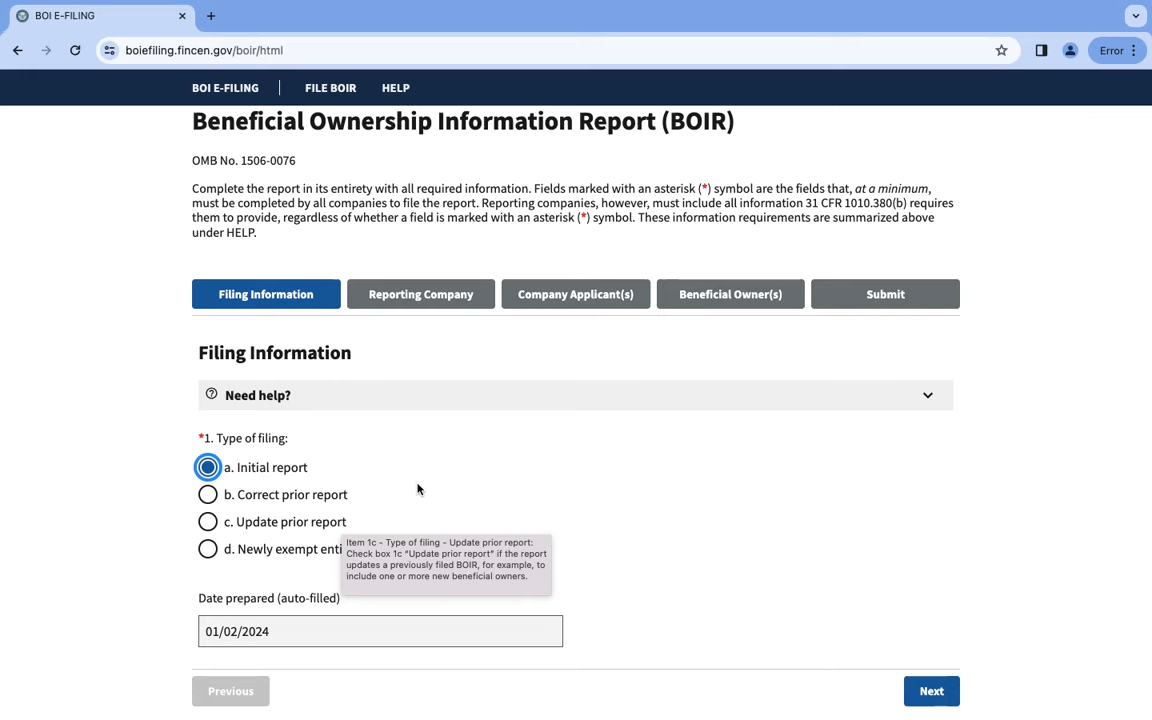 BOI E-FILING
boiefiling.fincen.gov/boir/html
Error
BOI E-FILING
FILE BOIR
HELP
Beneficial Ownership Information Report (BOIR)
OMB No. 1506-0076
Complete the report in its entirety with all required information. Fields marked with an asterisk (*) symbol are the fields that, at a minimum,
must be completed by all companies to file the report. Reporting companies, however, must include all information 31 CFR 1010.380(b) requires
them to provide, regardless of whether a field is marked with an asterisk (*) symbol. These information requirements are summarized above
under HELP.
Filing Information
Reporting Company
Company Applicant(s)
Beneficial Owner(s)
Submit
Filing Information
Need help?
*1. Type of filing:
a. Initial report
b. Correct prior report
c. Update prior report
d. Newly exempt enti
Item 1c - Type of filing - Update prior report:
Check box 1c "Update prior report" if the report
updates a previously filed BOIR, for example, to
include one or more new beneficial owners.
Date prepared (auto-filled)
01/02/2024
Previous
Next